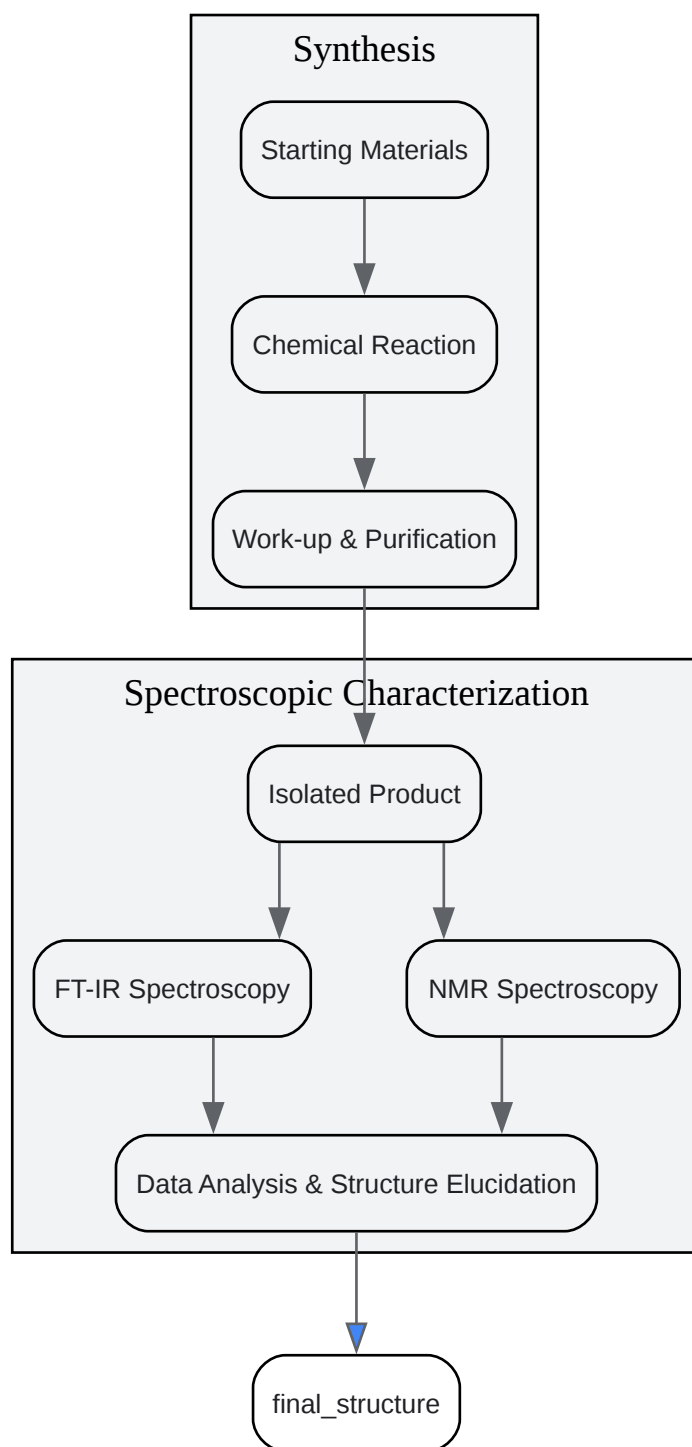 Synthesis
Starting Materials
Chemical Reaction
Work-up & Purification
Spectroscopic Characterization
Isolated Product
FT-IR Spectroscopy
NMR Spectroscopy
Data Analysis & Structure Elucidation
final_structure